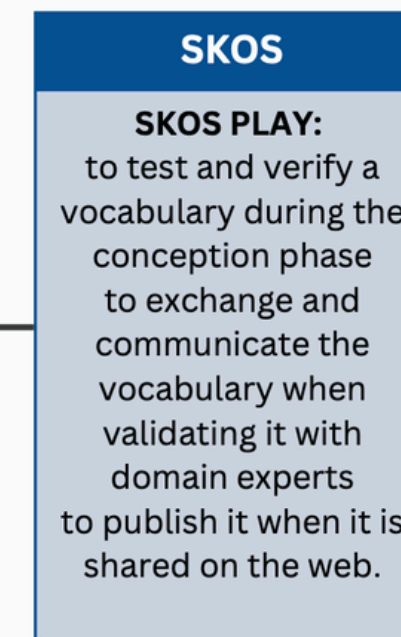 SKOS
SKOS PLAY:
to test and verify a
vocabulary during the
conception phase
to exchange and
communicate the
vocabulary when
validating it with
domain experts
to publish it when it is
shared on the web.